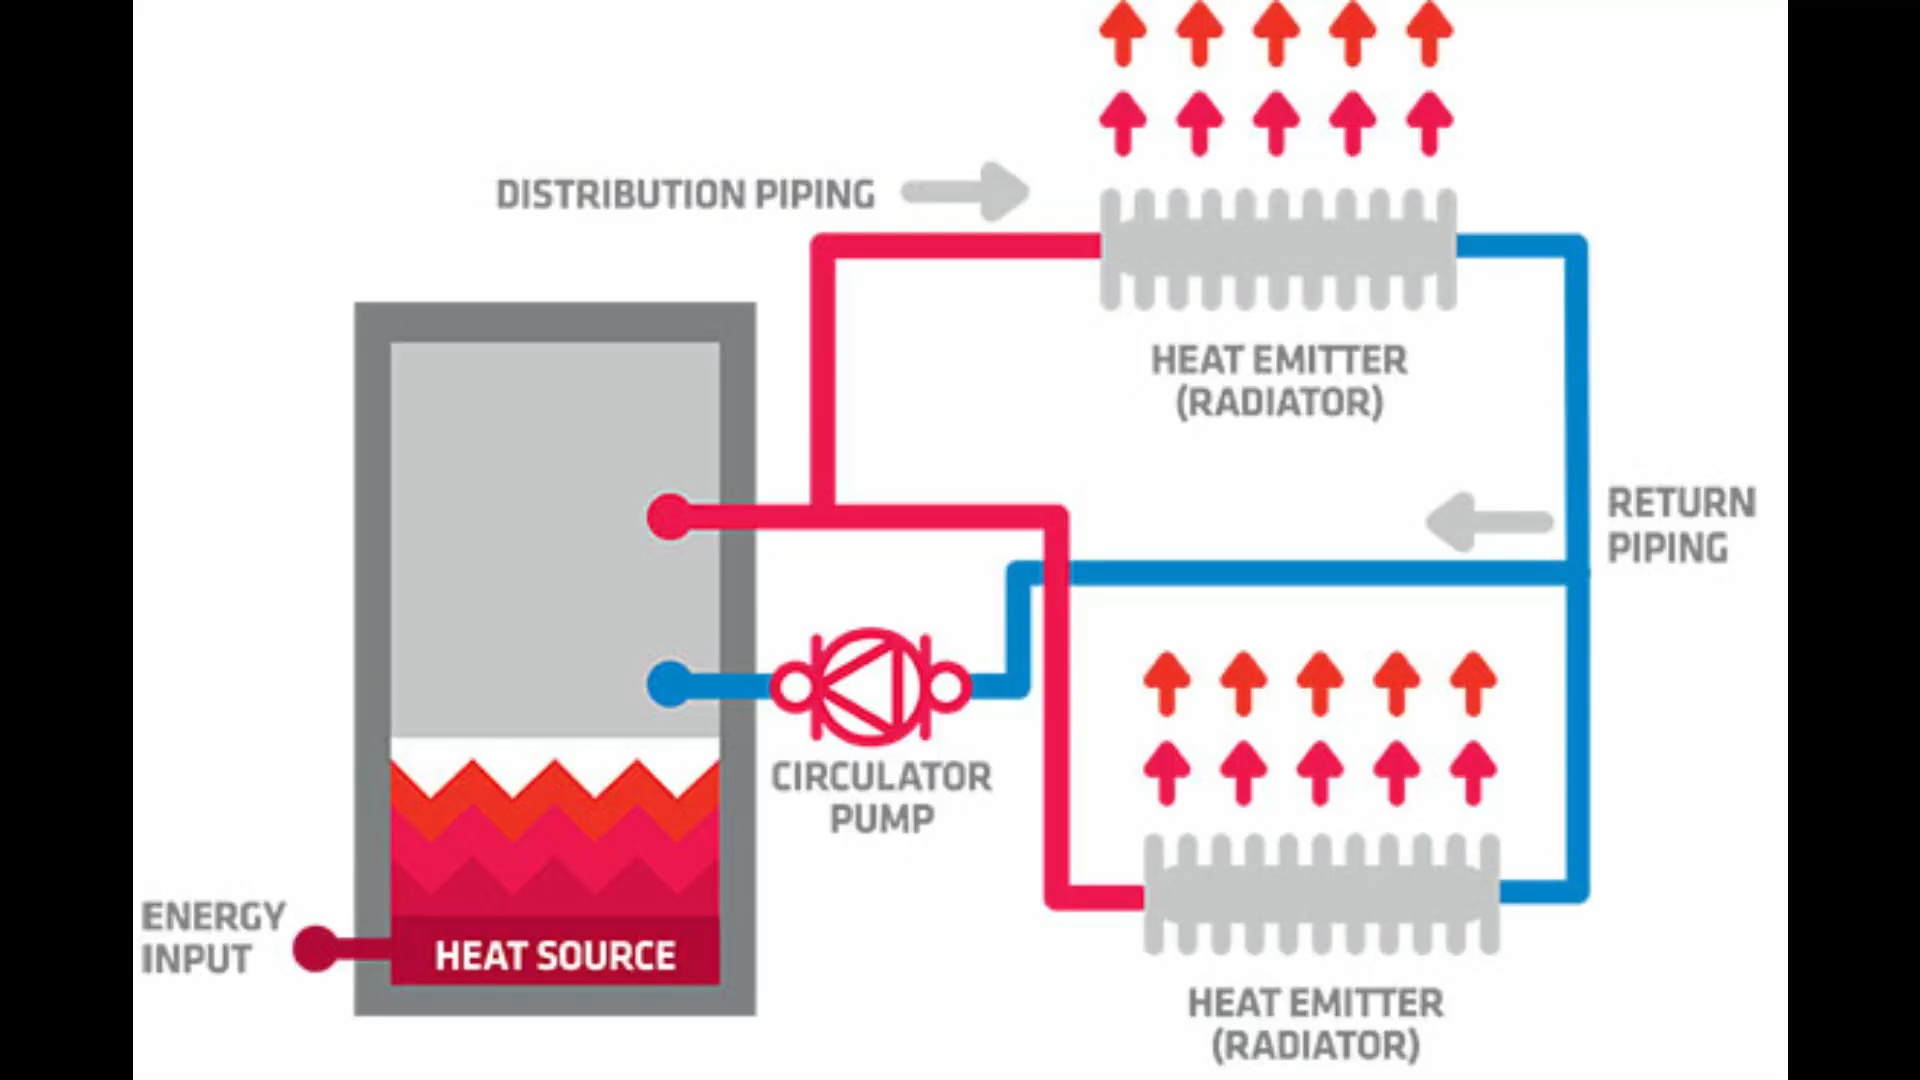 DISTRIBUTION PIPING
HEAT EMITTER
(RADIATOR)
RETURN
PIPING
CIRCULATOR
PUMP
ENERGY
INPUT
HEAT SOURCE
HEAT EMITTER
(RADIATOR)